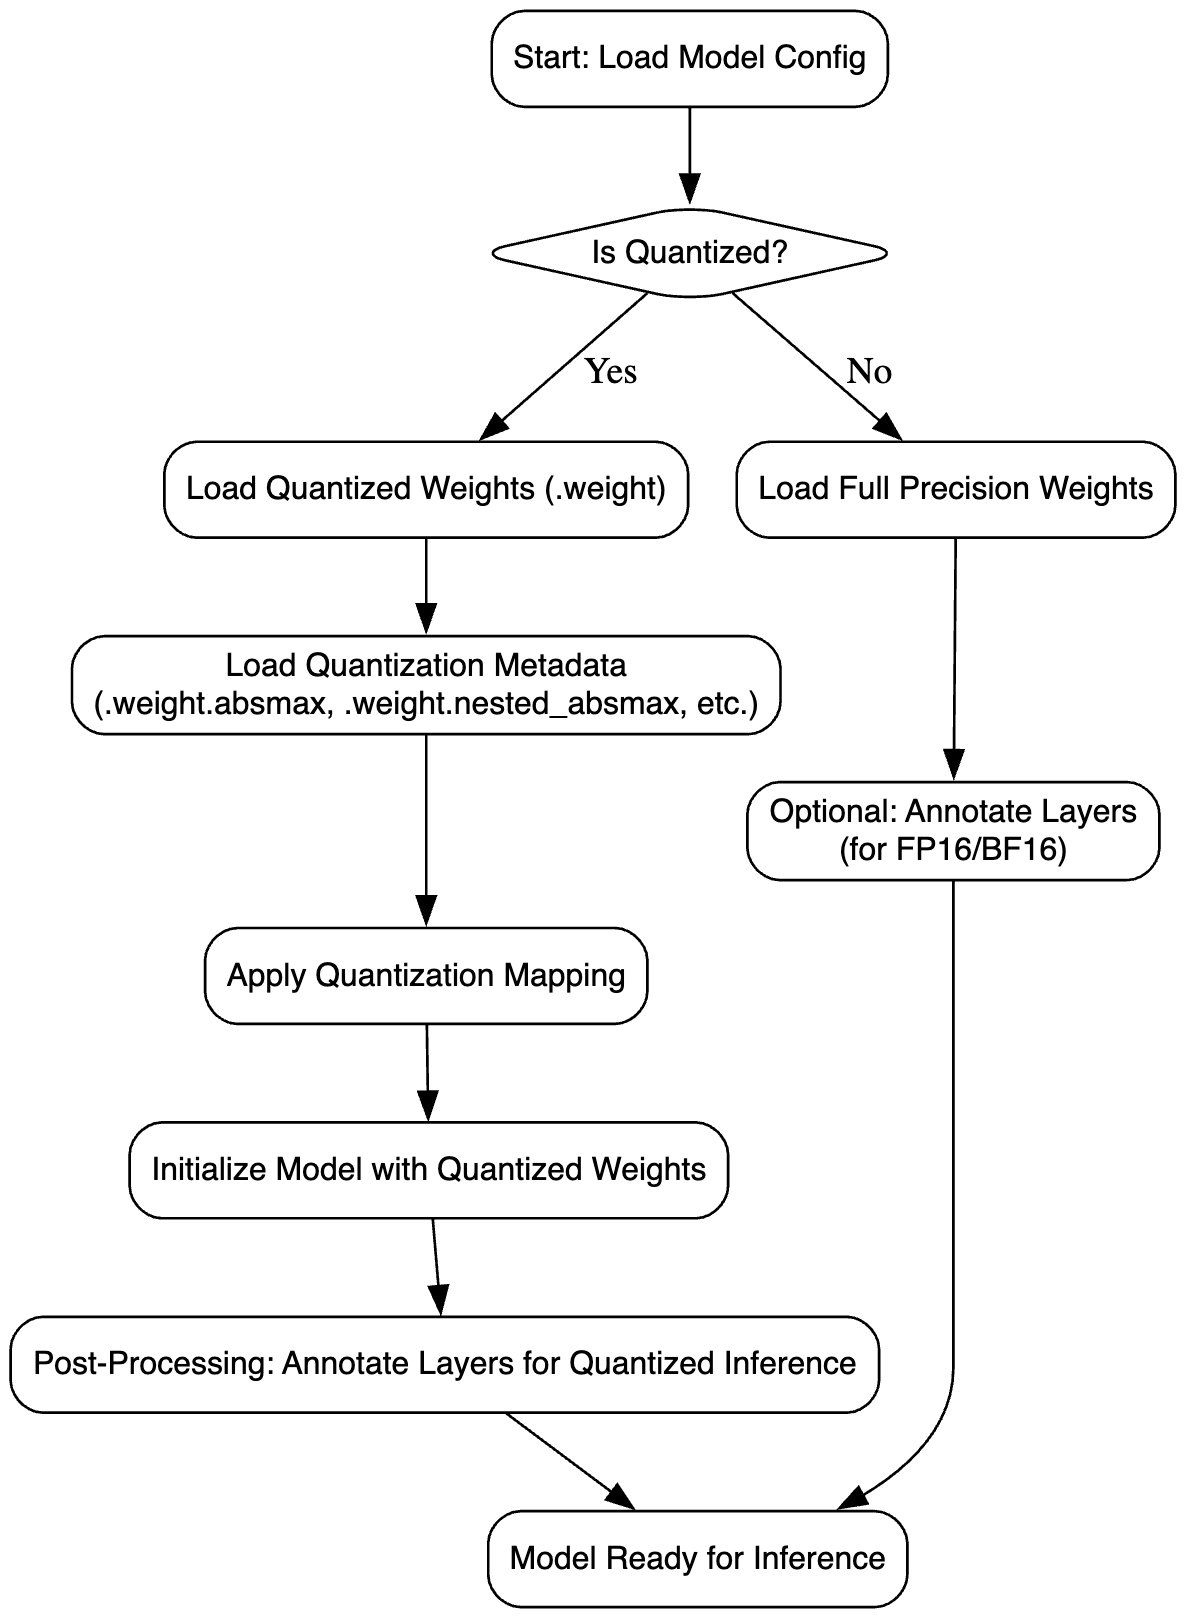 Start: Load Model Config
Is Quantized?
Yes
No
Load Quantized Weights (.weight)
Load Full Precision Weights
Load Quantization Metadata
(.weight.absmax, .weight.nested_absmax, etc.)
Optional: Annotate Layers
(for FP16/BF16)
Apply Quantization Mapping
Initialize Model with Quantized Weights
Post-Processing: Annotate Layers for Quantized Inference
Model Ready for Inference